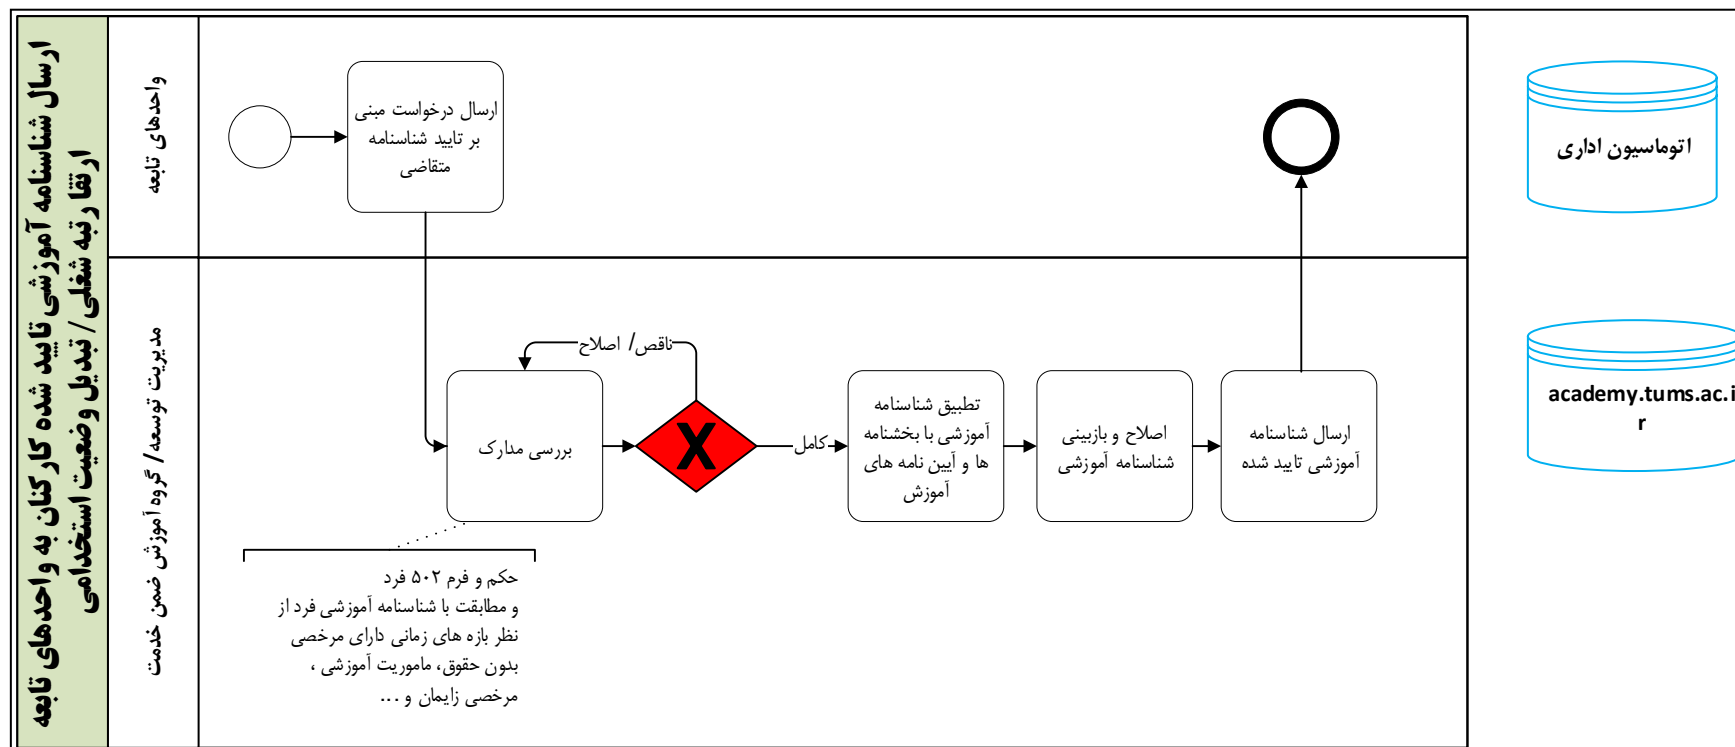 ارسال شناسنامه آموزشی تایید شده کارکنان به واحدهای تابعه
ارتقا رتبه شغلی / تبدیل وضعیت استخدامی
واحدهای تابعه
ارسال درخواست مبنی
بر تایید شناسنامه
متقاضی
مدیریت توسعه/ گروه آموزش ضمن خدمت
ناقص/ اصلاح
بررسی مدارک
X
کامل
تطبیق شناسنامه
آموزشی با بخشنامه
ها و آیین نامه های
آموزش
اصلاح و بازبینی
شناسنامه آموزشی
ارسال شناسنامه
آموزشی تایید شده
حکم و فرم ۵۰۲ فرد
و مطابقت با شناسنامه آموزشی فرد از
نظر بازه های زمانی دارای مرخصی
بدون حقوق، ماموریت آموزشی ،
مرخصی زایمان و ...
اتوماسیون اداری
academy.tums.ac.i
r